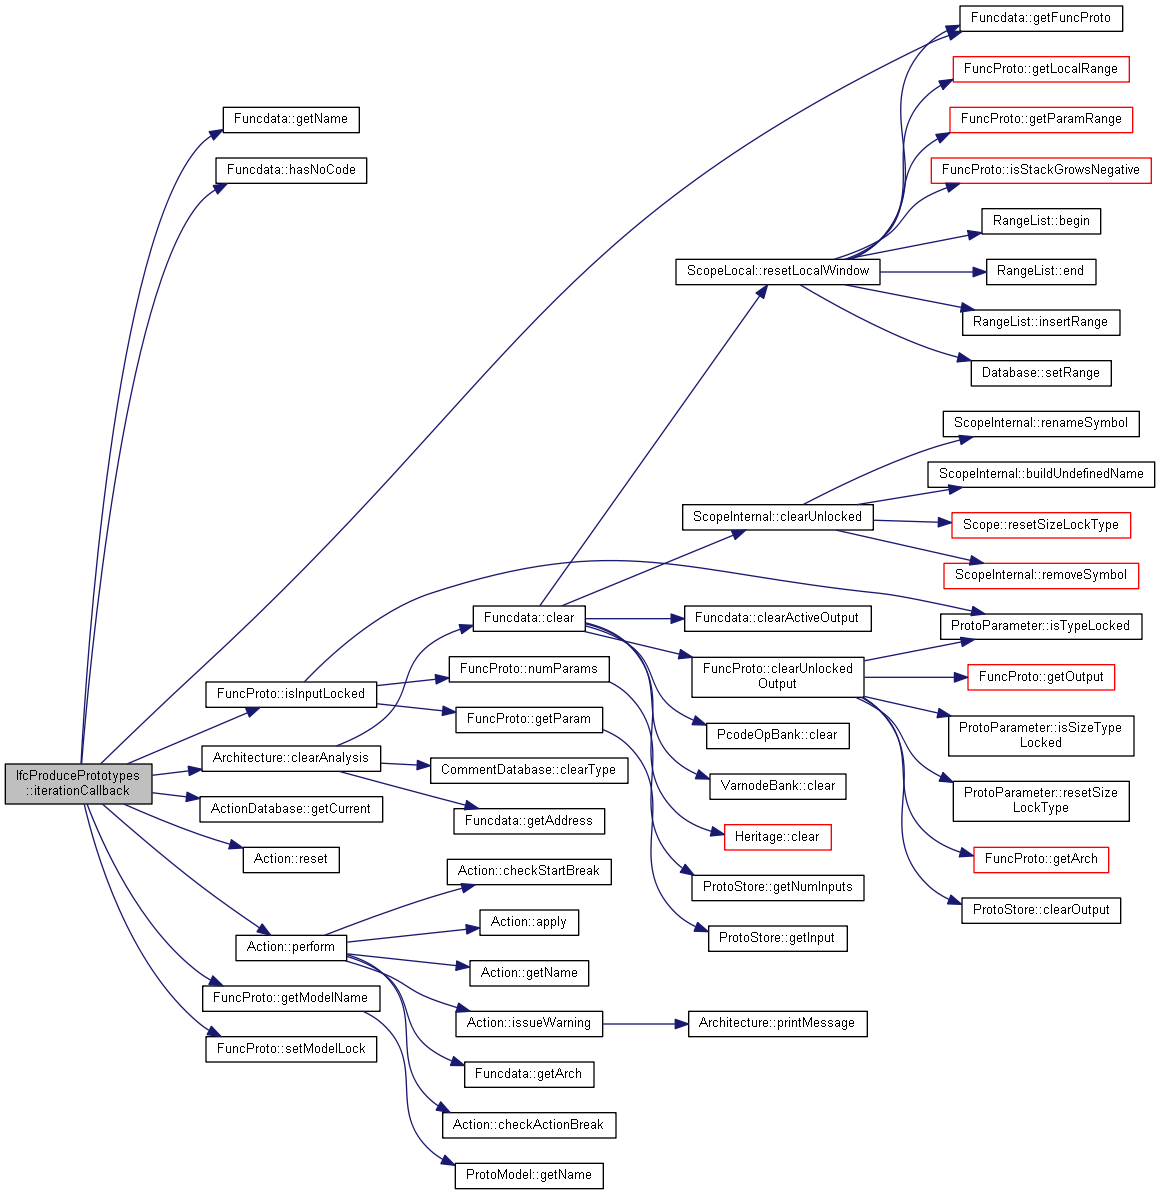 Funcdata::getFuncProto
FuncProto::getLocalRange
Funcdata::getName
FuncProto::getParamRange
Funcdata::hasNoCode
FuncProto::isStackGrowsNegative
RangeList::begin
ScopeLocal::resetLocalWindow
RangeList::end
RangeList::insertRange
Database::setRange
ScopeInternal::renameSymbol
ScopeInternal::buildUndefinedName
ScopeInternal::clearUnlocked
Scope::resetSizeLockType
ScopeInternal::removeSymbol
Funcdata::clear
Funcdata::clearActiveOutput
ProtoParameter::isTypeLocked
FuncProto::numParams
FuncProto::clearUnlocked
Output
FuncProto::getOutput
FuncProto::isInputLocked
FuncProto::getParam
PcodeOpBank::clear
ProtoParameter::isSizeType
Locked
Architecture::clearAnalysis
CommentDatabase::clearType
IfcProducePrototypes
::iterationCallback
VarnodeBank::clear
ProtoParameter::resetSize
LockType
ActionDatabase::getCurrent
Funcdata::getAddress
Heritage::clear
Action::reset
FuncProto::getArch
Action::checkStartBreak
ProtoStore::getNumInputs
ProtoStore::clearOutput
Action::apply
ProtoStore::getInput
Action::perform
Action::getName
FuncProto::getModelName
Action::issueWarning
Architecture::printMessage
FuncProto::setModelLock
Funcdata::getArch
Action::checkActionBreak
ProtoModel::getName